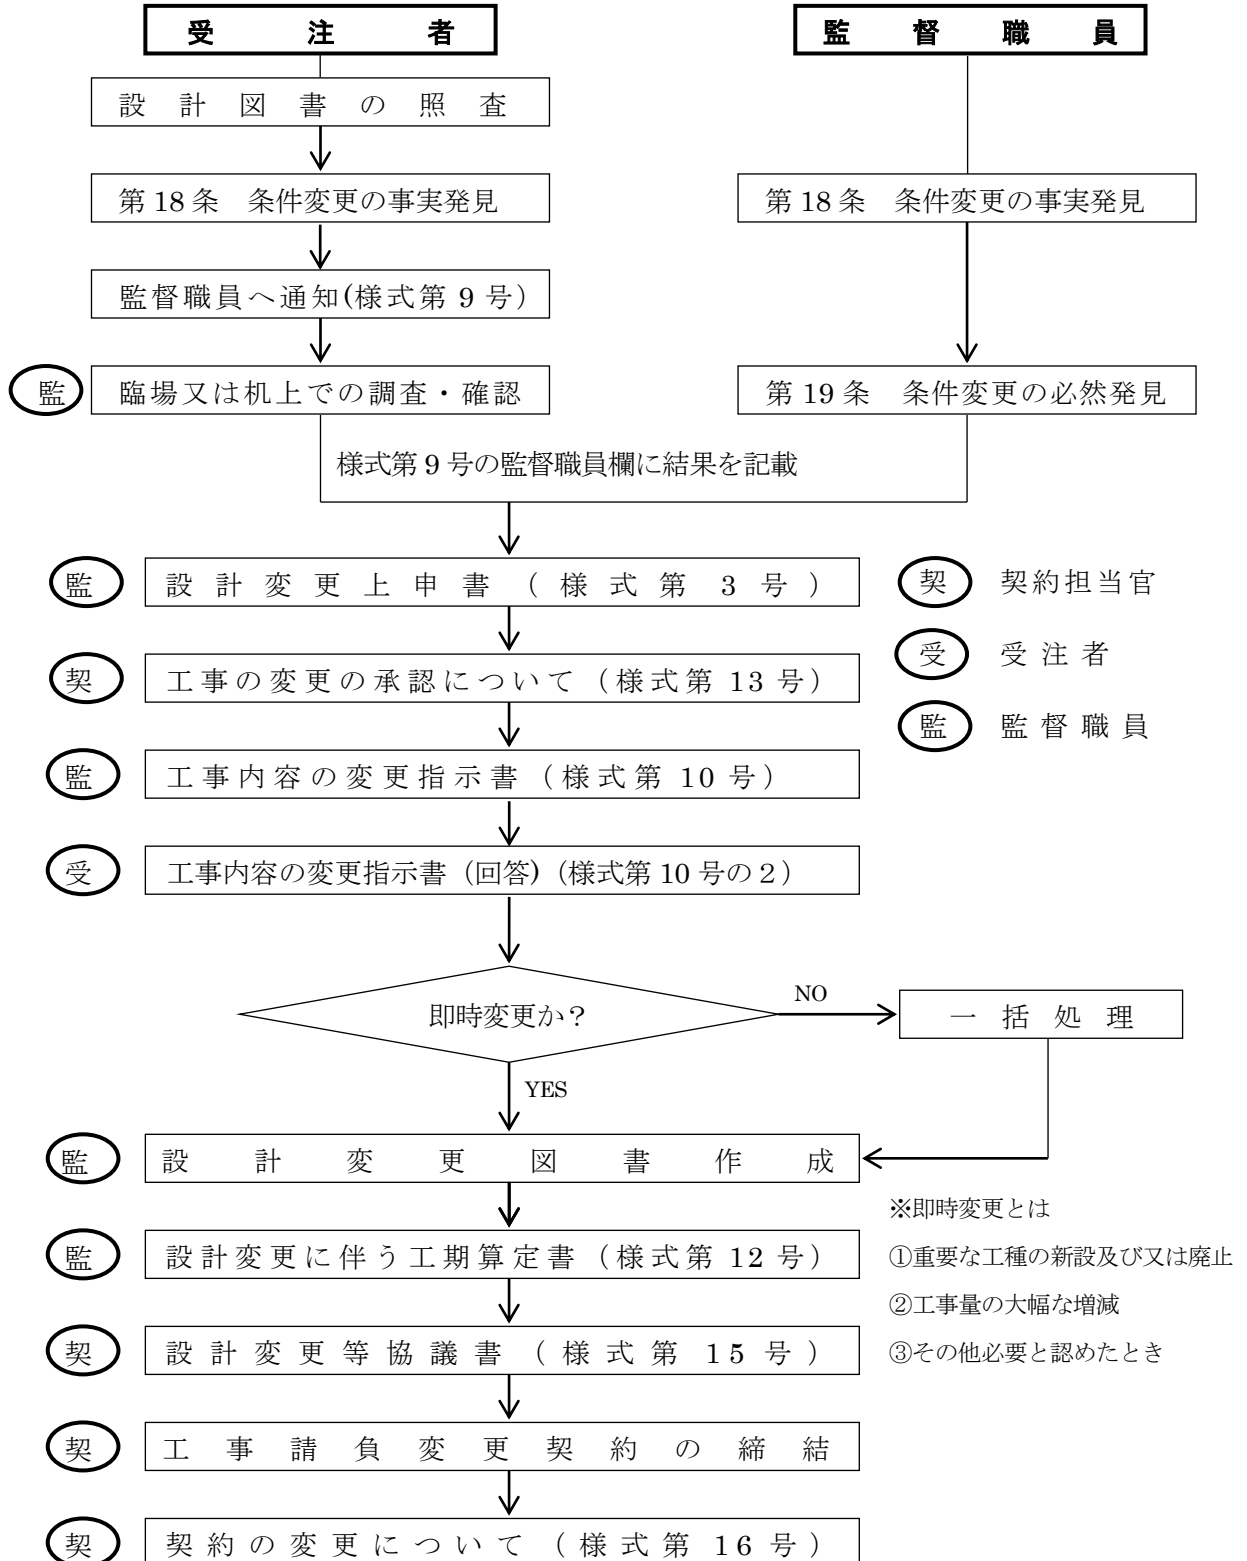 受注者
監督職員
設計図書の照査
第18条　条件変更の事実発見
第18条　条件変更の事実発見
監督職員へ通知(様式第9号)
監
臨場又は机上での調査・確認
第19条　条件変更の必然発見
様式第9号の監督職員欄に結果を記載
監
設計変更上申書（様式第3号）
契
契約担当官
契
工事の変更の承認について（様式第13号）
受
受注者
監
監督職員
監
工事内容の変更指示書（様式第10号）
受
工事内容の変更指示書（回答）（様式第10号の２）
即時変更か？
NO
一括処理
YES
監
設計変更図書作成
※即時変更とは
監
設計変更に伴う工期算定書（様式第12号）
①重要な工種の新設及び又は廃止
②工事量の大幅な増減
契
設計変更等協議書（様式第15号）
③その他必要と認めたとき
契
工事請負変更契約の締結
契
契約の変更について（様式第16号）